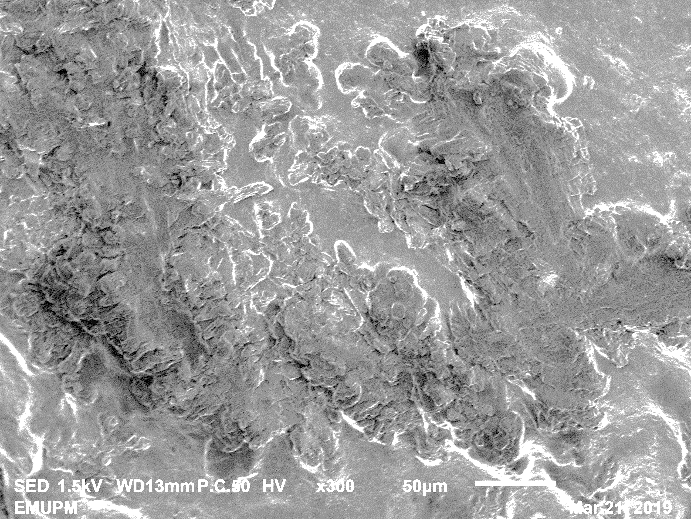 SED 1.5kV WD13mm P.C.50 HV x300 50µm
EMUPM Mar.21, 2019